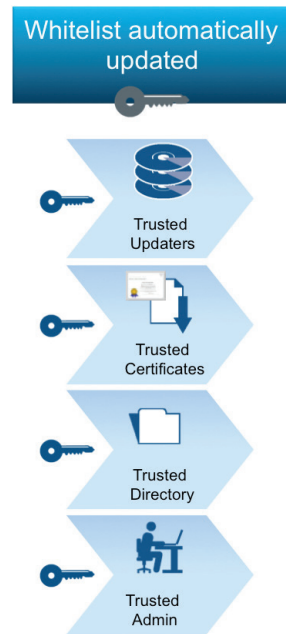 Whitelist automatically
updated
Trusted
Updaters
Trusted
Certificates
Trusted
Directory
Trusted
Admin